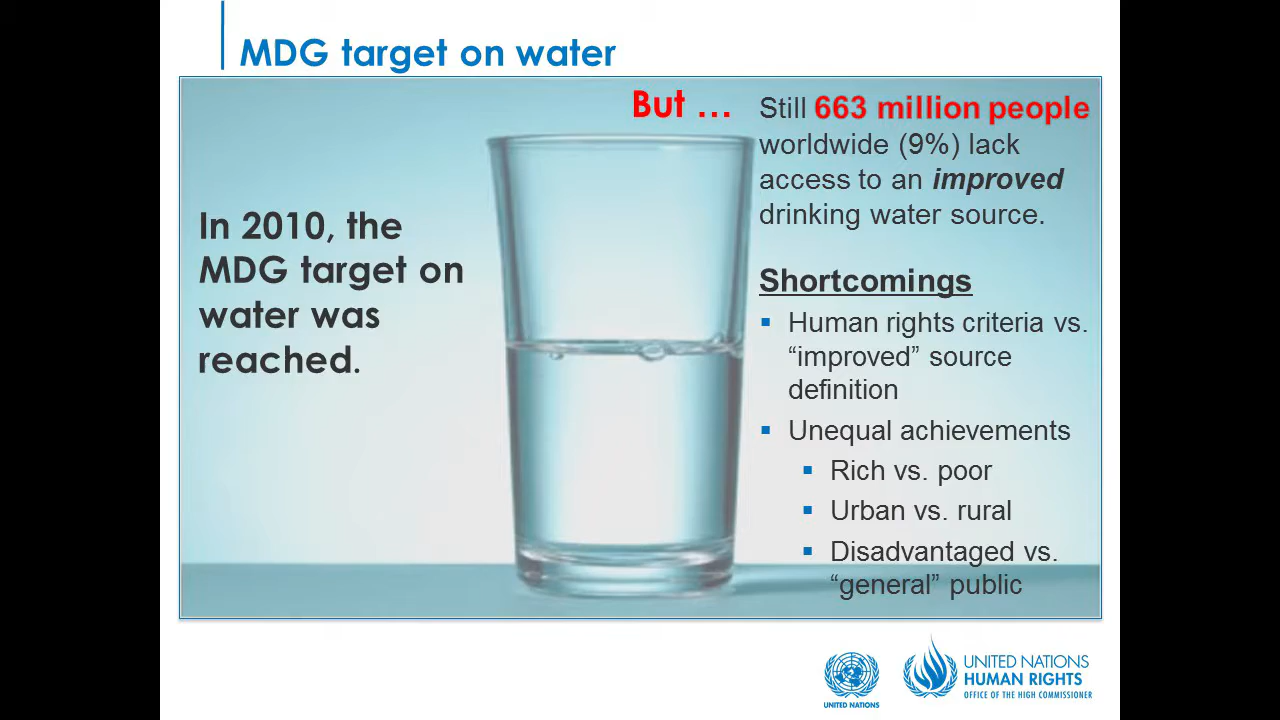 MDG target on water
But …
In 2010, the
MDG target on
water was
reached.
Still 663 million people
worldwide (9%) lack
access to an improved
drinking water source.
Shortcomings
▪ Human rights criteria vs.
“improved” source
definition
▪ Unequal achievements
▪ Rich vs. poor
▪ Urban vs. rural
▪ Disadvantaged vs.
“general” public
UNITED NATIONS
UNITED NATIONS
HUMAN RIGHTS
OFFICE OF THE HIGH COMMISSIONER